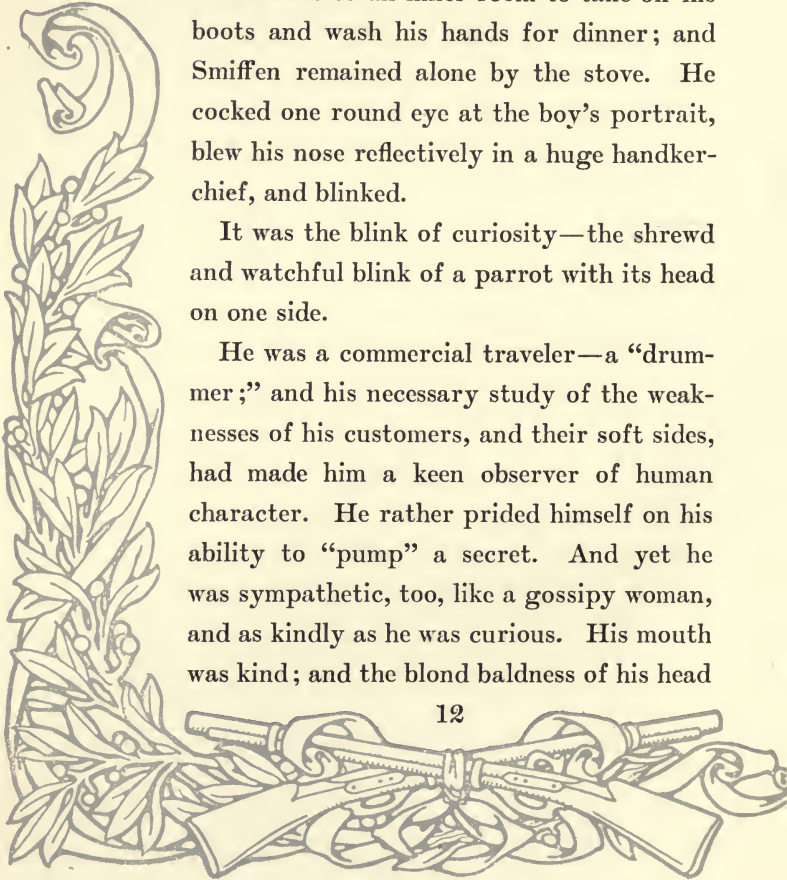 boots and wash his hands for dinner; and
Smiffen remained alone by the stove. He
cocked one round eye at the boy's portrait,
blew his nose reflectively in a huge handker-
chief, and blinked.
It was the blink of curiosity—the shrewd
and watchful blink of a parrot with its head
on one side.
He was a commercial traveler—a “drum-
mer;” and his necessary study of the weak-
nesses of his customers, and their soft sides,
had made him a keen observer of human
character. He rather prided himself on his
ability to “pump” a secret. And yet he
was sympathetic, too, like a gossipy woman,
and as kindly as he was curious. His mouth
was kind; and the blond baldness of his head
12